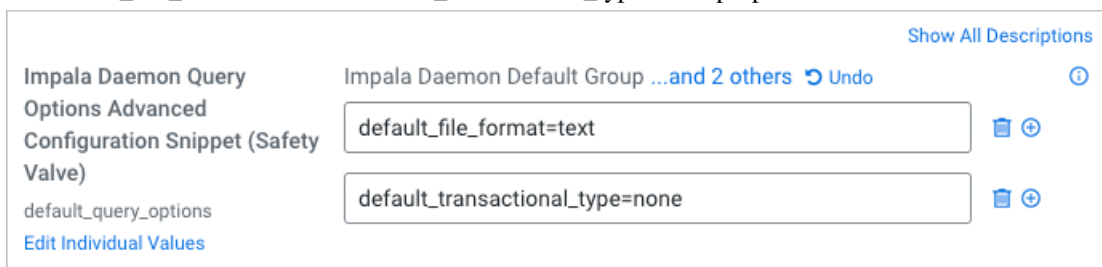 Show All Descriptions
Impala Daemon Query
Options Advanced
Configuration Snippet (Safety
Valve)
default_query_options
Edit Individual Values
Impala Daemon Default Group ...and 2 others Undo
default_file_format=text
default_transactional_type=none